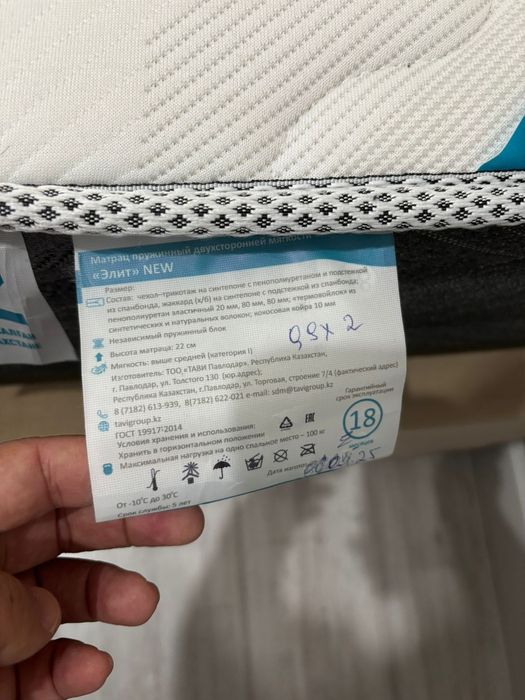 Матрац пружинный двухсторонней мягкости
«Элит» NEW
Размер:
Состав: чехол–трикотаж на синтепоне с пенополиуретаном и подстежкой
из спанбонда, жаккард (х/б) на синтепоне с подстежкой из спанбонда;
пенополиуретан эластичный 20 мм, 80 мм, 80 мм; «термовойлок» из
синтетических и натуральных волокон; кокосовая койра 10 мм
Независимый пружинный блок
Высота матраца: 22 см
Мягкость: выше средней (категория I)
Изготовитель: ТОО «ТАВИ Павлодар». Республика Казахстан,
г. Павлодар, ул. Толстого 130 (юр.адрес);
Республика Казахстан, г.Павлодар, ул. Торговая, строение 7/4 (фактический адрес)
8 (7182) 613-939, 8(7182) 622-021 e-mail: sdm@tavigroup.kz
tavigroup.kz
ГОСТ 19917-2014
Условия хранения и использования:
Хранить в горизонтальном положении
Максимальная нагрузка на одно спальное место – 100 кг
Гарантийный
срок эксплуатации
18
месяцев
EAC
Дата изготов
От -10°С до 30°С
Срок службы: 5 лет